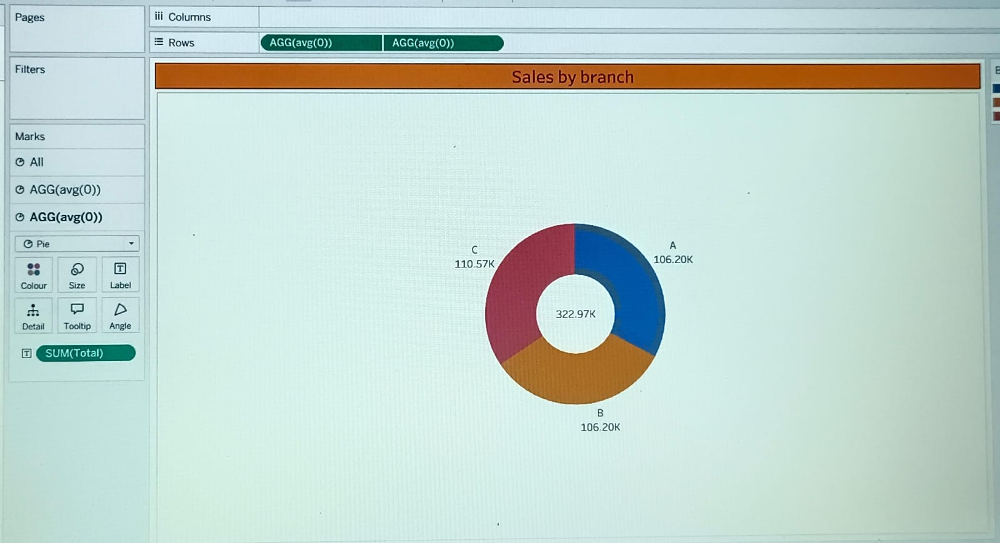 Pages
iii Columns
Rows
AGG(avg(0)) AGG(avg(0))
Filters
Sales by branch
Marks
All
AGG(avg(0))
AGG(avg(0))
Pie
Colour Size Label
Detail Tooltip Angle
SUM(Total)
C
110.57K
A
106.20K
322.97K
B
106.20K